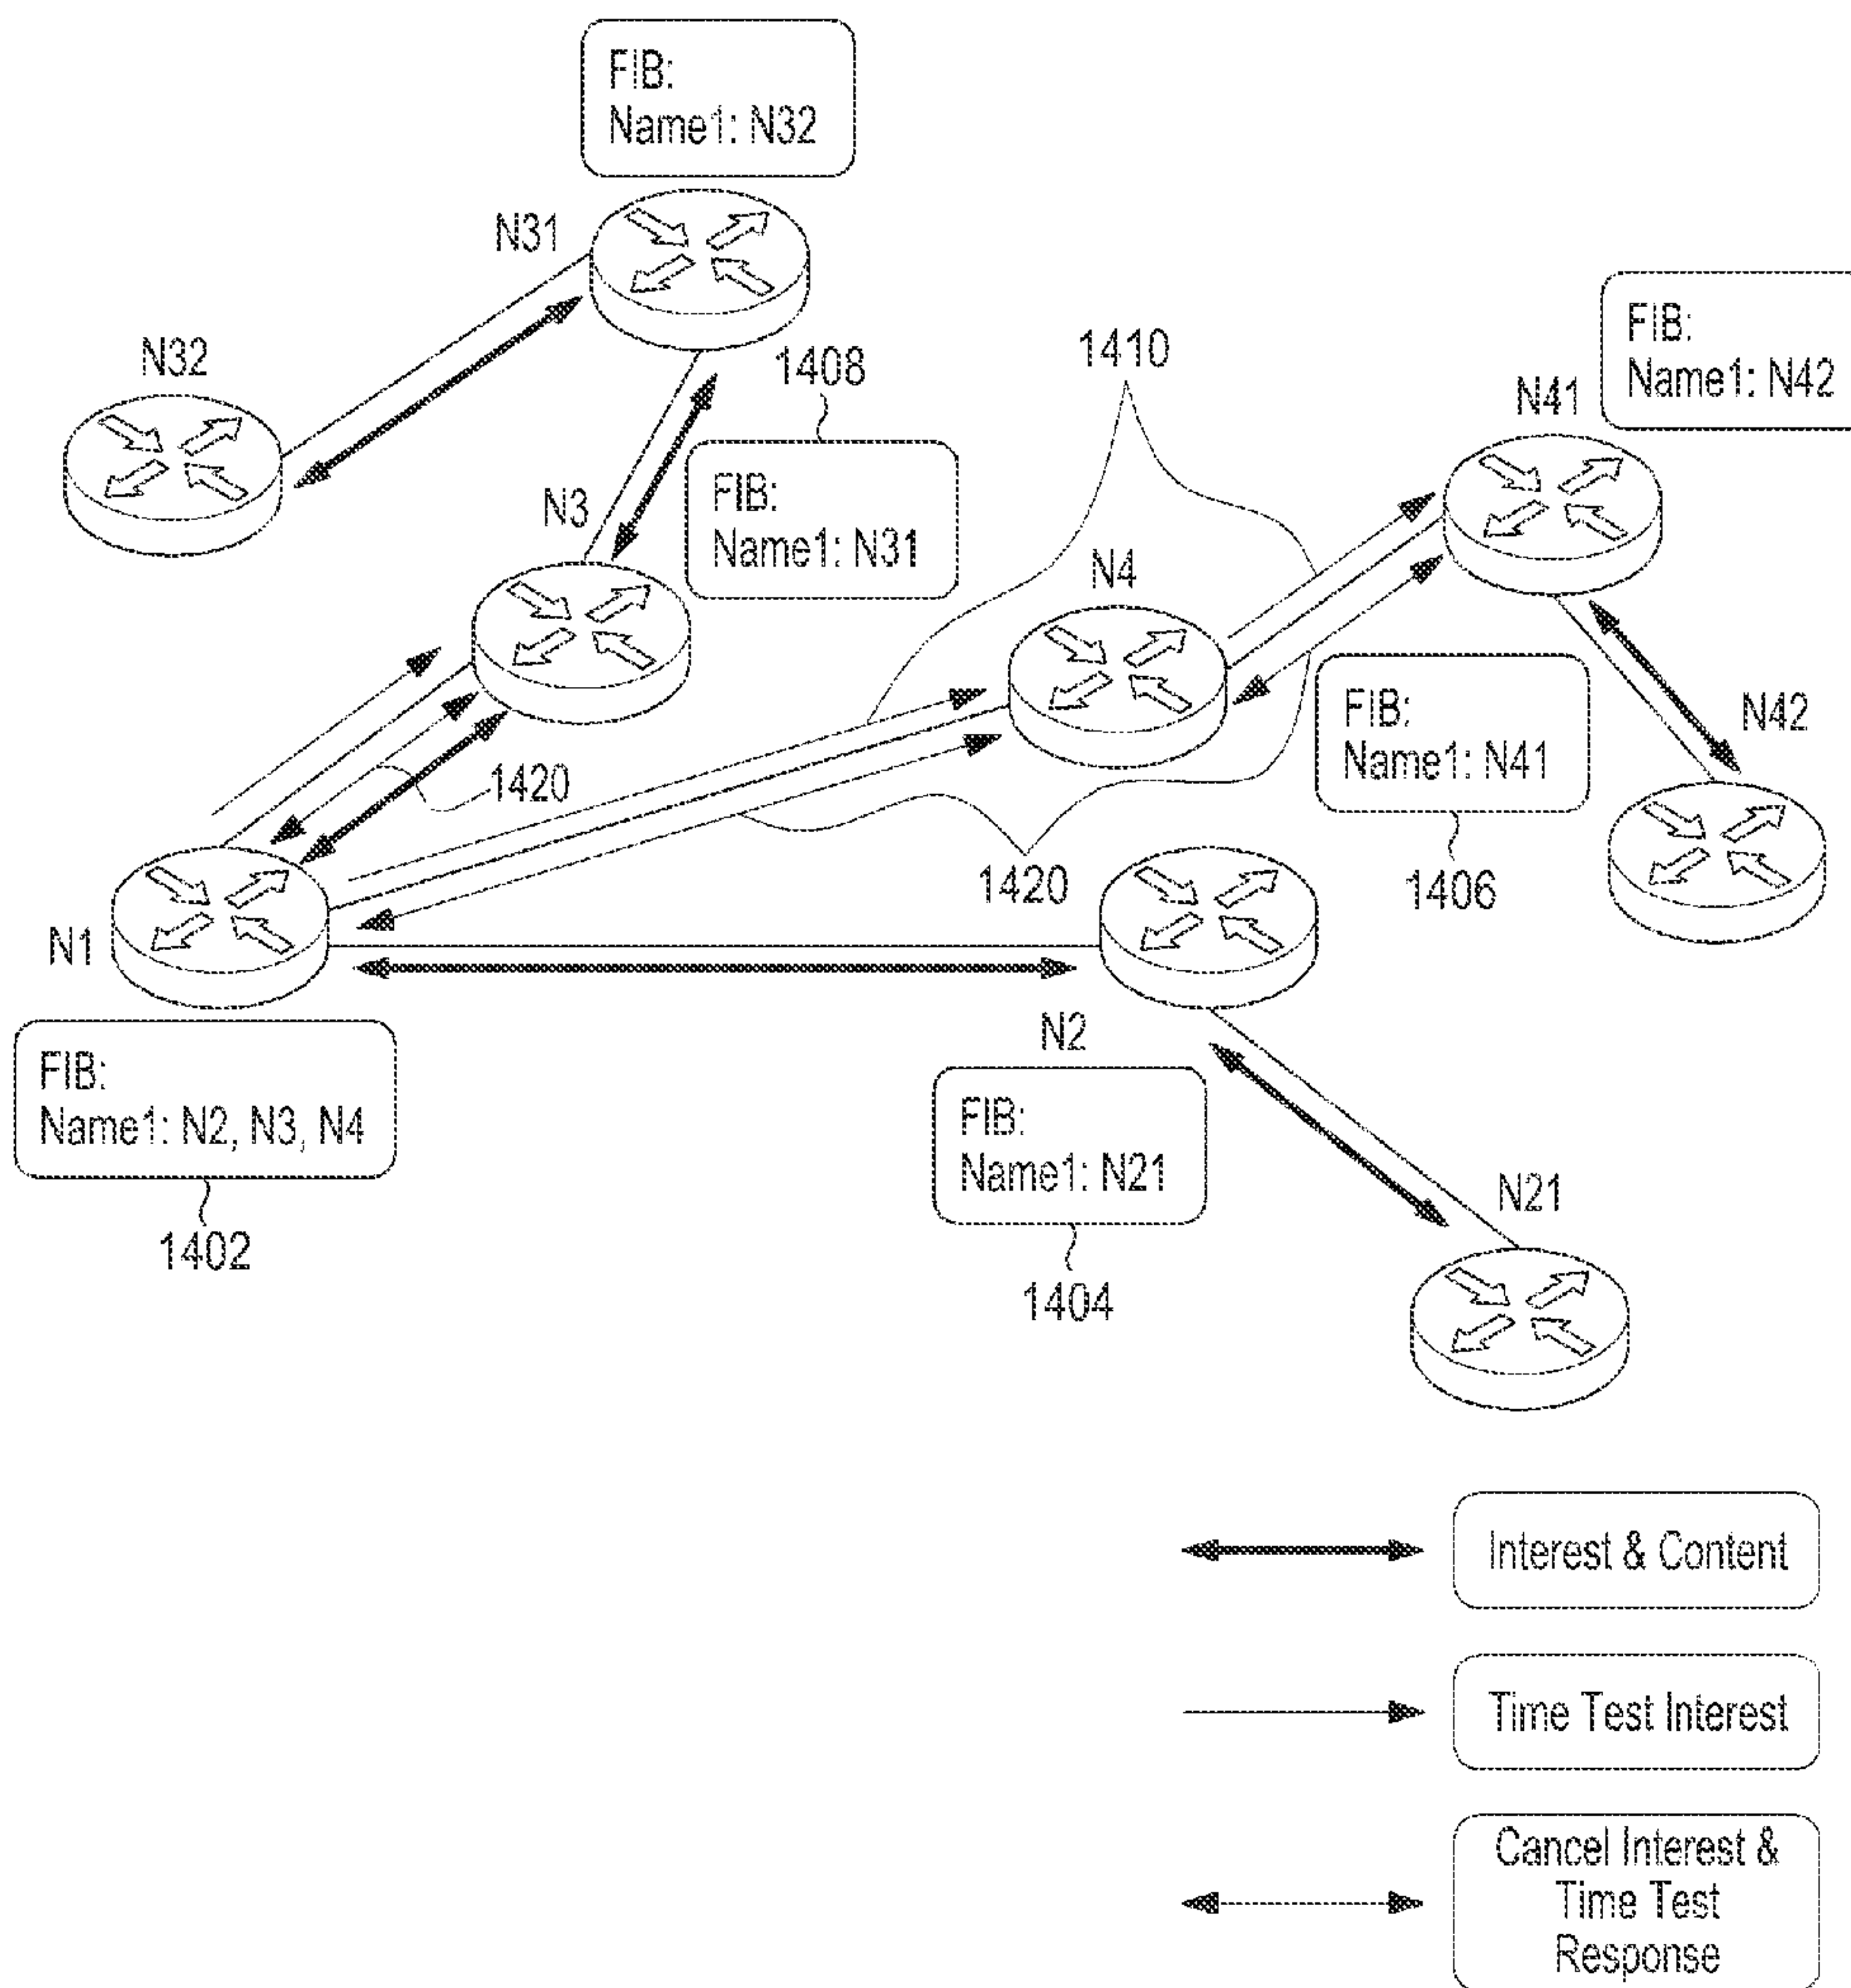 FIB:
Name1: N32
N31
N32
1408
1410
FIB:
Name1: N42
N41
N3
FIB:
Name1: N31
N4
FIB:
Name1: N41
N42
1420
1420
1406
N1
N2
FIB:
Name1: N2, N3, N4
FIB:
Name1: N21
N21
1402
1404
Interest & Content
Time Test Interest
Cancel Interest &
Time Test
Response